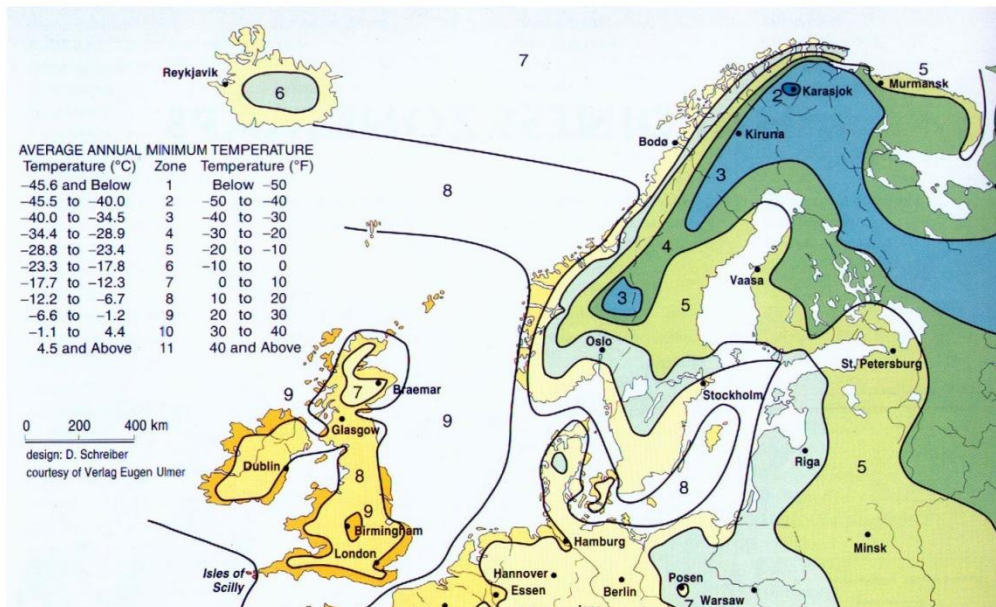 7
5
Reykjavik
6
2
Karasjok
Murmansk
Kiruna
Bodø
AVERAGE ANNUAL MINIMUM TEMPERATURE
Temperature (°C) Zone Temperature (°F)
–45.6 and Below 1 Below –50
–45.5 to –40.0 2 –50 to –40
–40.0 to –34.5 3 –40 to –30
–34.4 to –28.9 4 –30 to –20
–28.8 to –23.4 5 –20 to –10
–23.3 to –17.8 6 –10 to 0
–17.7 to –12.3 7 0 to 10
–12.2 to –6.7 8 10 to 20
–6.6 to –1.2 9 20 to 30
–1.1 to 4.4 10 30 to 40
4.5 and Above 11 40 and Above
8
3
4
Vaasa
3
5
Oslo
St. Petersburg
Braemar
7
Stockholm
9
9
Glasgow
0 200 400 km
design: D. Schreiber
courtesy of Verlag Eugen Ulmer
Dublin
8
Riga
5
8
9
Birmingham
London
Hamburg
Minsk
Isles of
Scilly
Hannover
Essen
Berlin
Posen
7
Warsaw